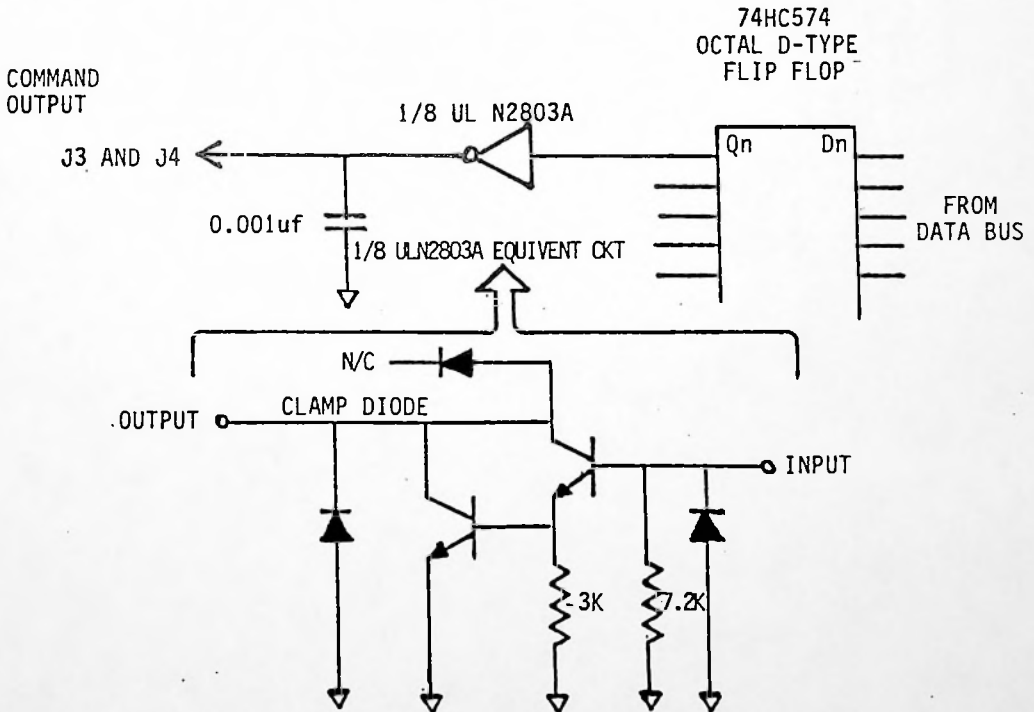 74HC574
OCTAL D-TYPE
FLIP FLOP
COMMAND
OUTPUT
1/8 UL N2803A
J3 AND J4
Qn
Dn
0.001uf
FROM
DATA BUS
1/8 ULN2803A EQUIVENT CKT
N/C
OUTPUT
CLAMP DIODE
INPUT
3K
7.2K